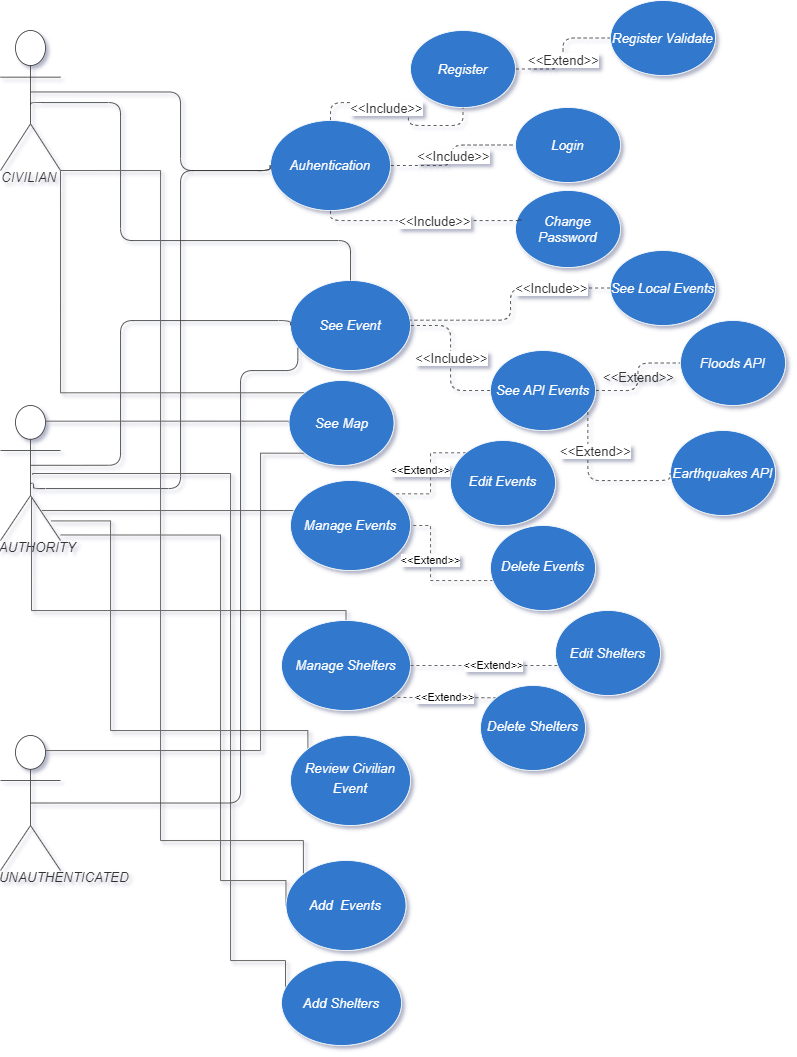 Register Validate
<<Extend>>
Register
<<Include>>
Auhentication
<<Include>>
Login
<<Include>>
Change
Password
CIVILIAN
See Event
<<Include>>
See Local Events
<<Include>>
See API Events
<<Extend>>
Floods API
<<Extend>>
Earthquakes API
See Map
AUTHORITY
Manage Events
<<Extend>>
Edit Events
<<Extend>>
Delete Events
Manage Shelters
<<Extend>>
Edit Shelters
<<Extend>>
Delete Shelters
Review Civilian
Event
UNAUTHENTICATED
Add Events
Add Shelters